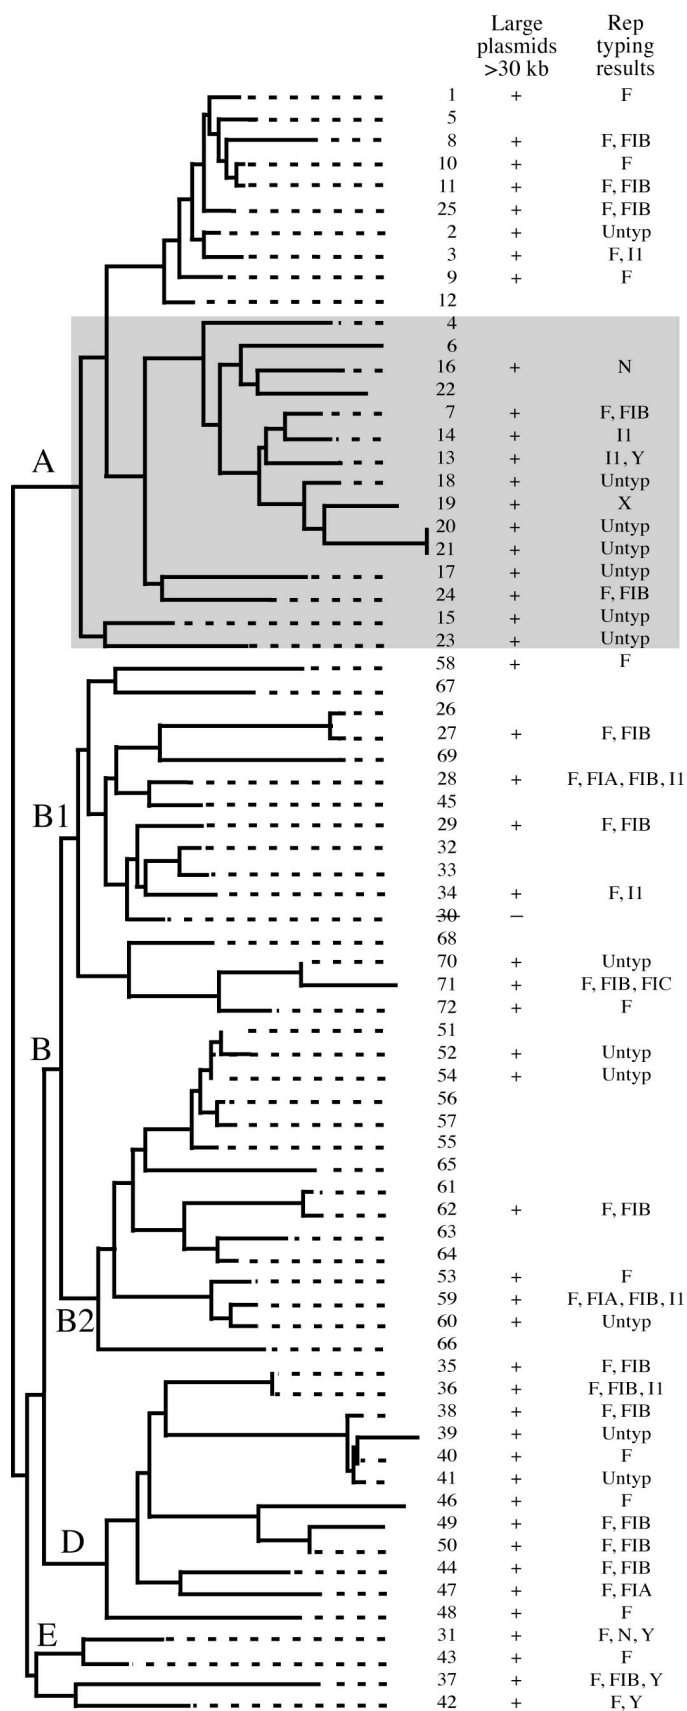 Large plasmids >30 kb
Rep typing results
1 + F
5
8 + F, FIB
10 + F
11 + F, FIB
25 + F, FIB
2 + Untyp
3 + F, I1
9 + F
12
4
6
16 + N
22
7 + F, FIB
14 + I1
A
13 + I1, Y
18 + Untyp
19 + X
20 + Untyp
21 + Untyp
17 + Untyp
24 + F, FIB
15 + Untyp
23 + Untyp
58 + F
67
26
27 + F, FIB
69
28 + F, FIA, FIB, I1
45
B1
29 + F, FIB
32
33
34 + F, I1
30 –
68
70 + Untyp
71 + F, FIB, FIC
72 + F
51
B
52 + Untyp
54 + Untyp
56
57
55
65
61
62 + F, FIB
63
64
53 + F
59 + F, FIA, FIB, I1
B2
60 + Untyp
66
35 + F, FIB
36 + F, FIB, I1
38 + F, FIB
39 + Untyp
40 + F
41 + Untyp
46 + F
49 + F, FIB
D
50 + F, FIB
44 + F, FIB
47 + F, FIA
48 + F
E
31 + F, N, Y
43 + F
37 + F, FIB, Y
42 + F, Y